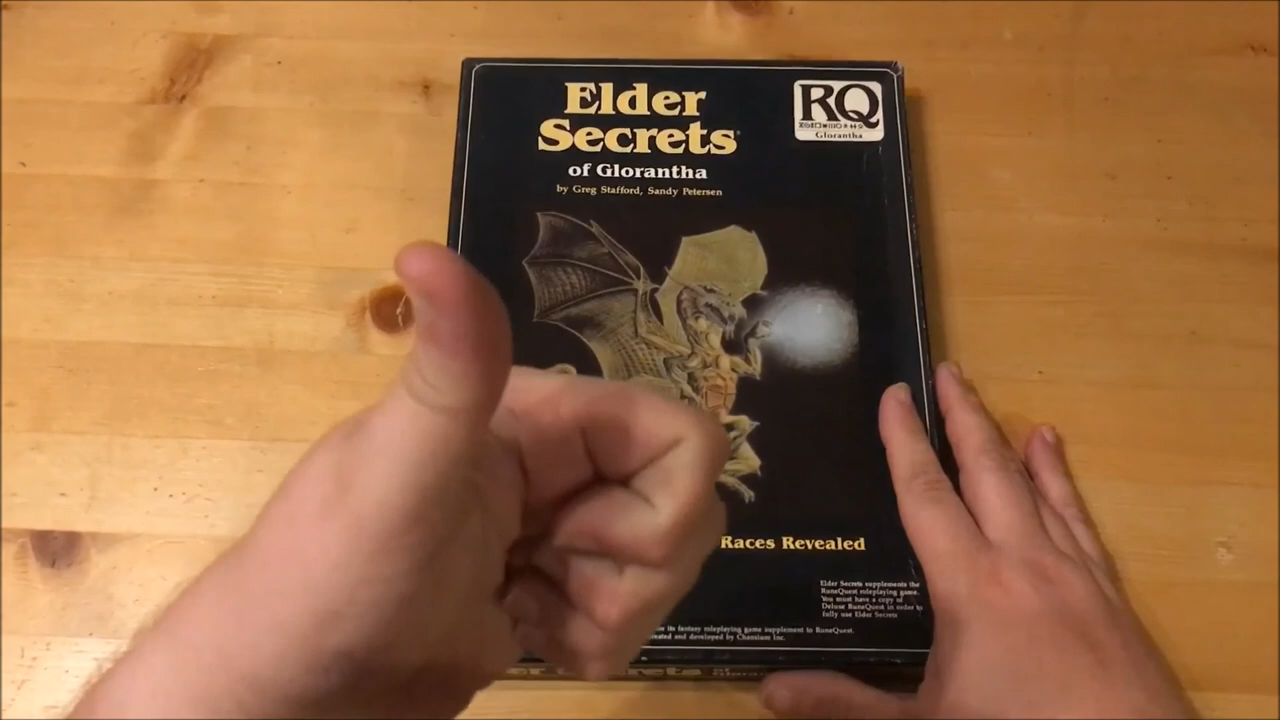 Elder
Secrets
of Glorantha
by Greg Stafford, Sandy Petersen
RQ
Glorantha
Races Revealed
Elder Secrets supplements the
RuneQuest roleplaying game.
You must have a copy of
Deluxe RuneQuest in order to
fully use Elder Secrets
its fantasy roleplaying game supplement to RuneQuest.
and developed by Chaosium Inc.